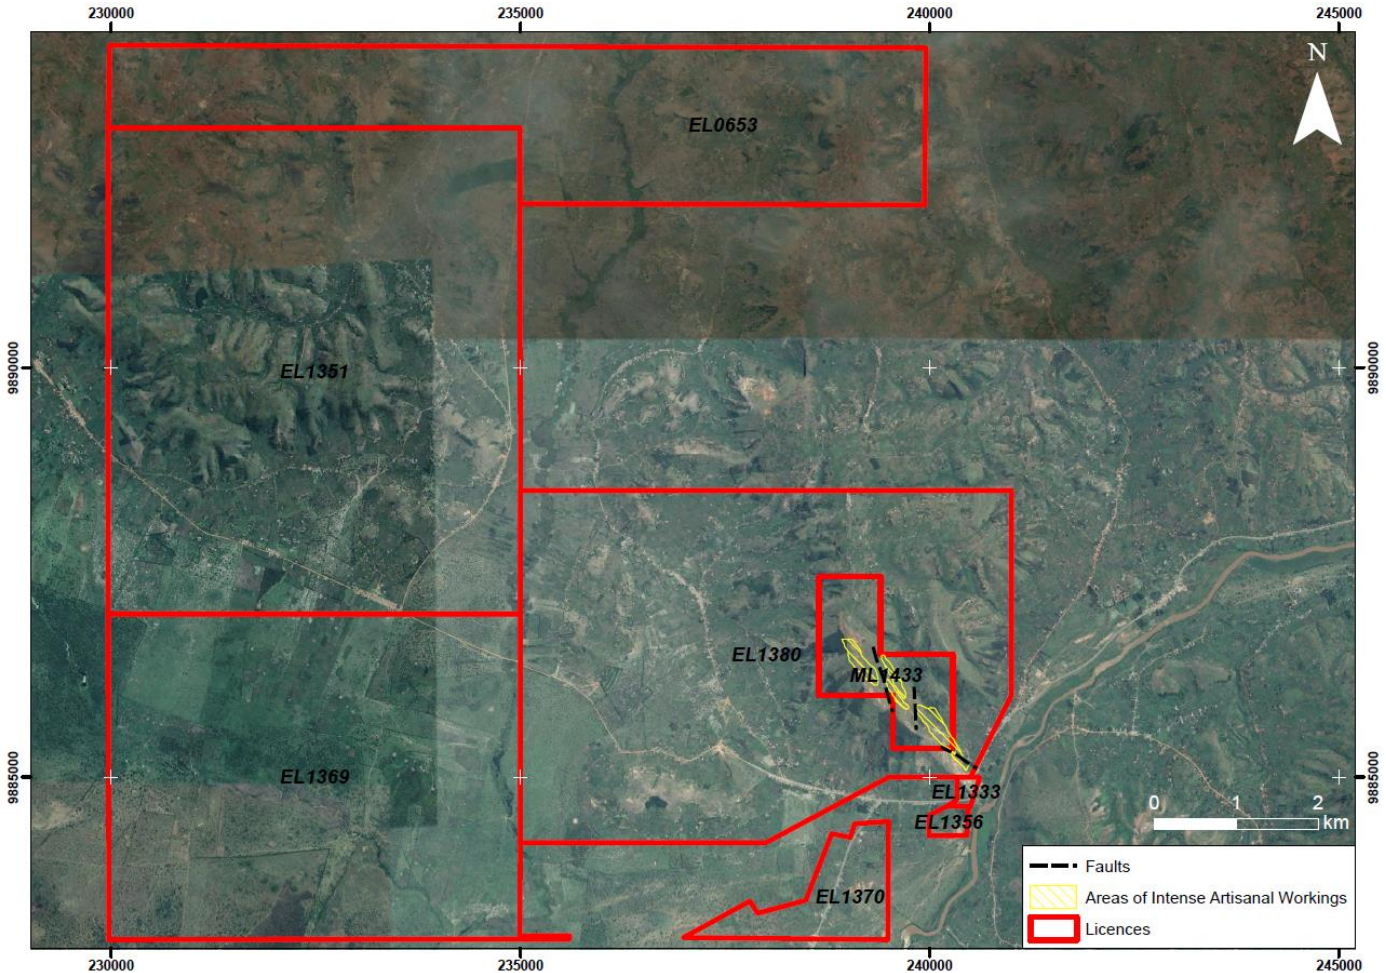 230000
235000
240000
245000
N
EL0653
9890000
EL1351
9890000
EL1380
ML1433
9885000
EL1369
EL1333
9885000
0 1 2
km
EL1356
Faults
EL1370
Areas of Intense Artisanal Workings
Licences
230000
235000
240000
245000